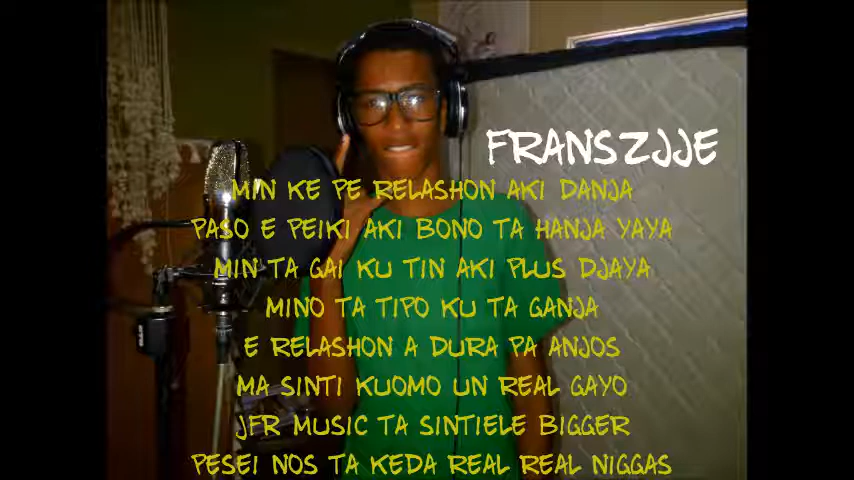 FRANSZJJE
MIN KE PE RELASHON AKI DANJA
PASO E PEIKI AKI BONO TA HANJA YAYA
MIN TA GAI KU TIN AKI PLUS DJAYA
MINO TA TIPO KU TA GANJA
E RELASHON A DURA PA ANJOS
MA SINTI KUOMO UN REAL GAYO
JFR MUSIC TA SINTIELE BIGGER
PESEI NOS TA KEDA REAL REAL NIGGAS